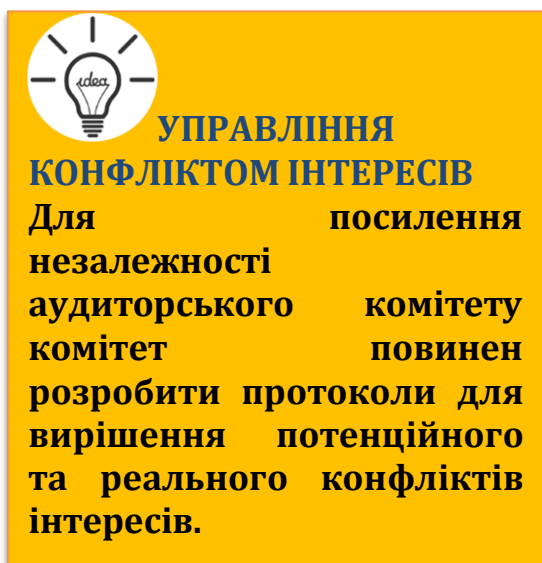 idea
УПРАВЛІННЯ
КОНФЛІКТОМ ІНТЕРЕСІВ
Для посилення
незалежності
аудиторського комітету
комітет повинен
розробити протоколи для
вирішення потенційного
та реального конфліктів
інтересів.